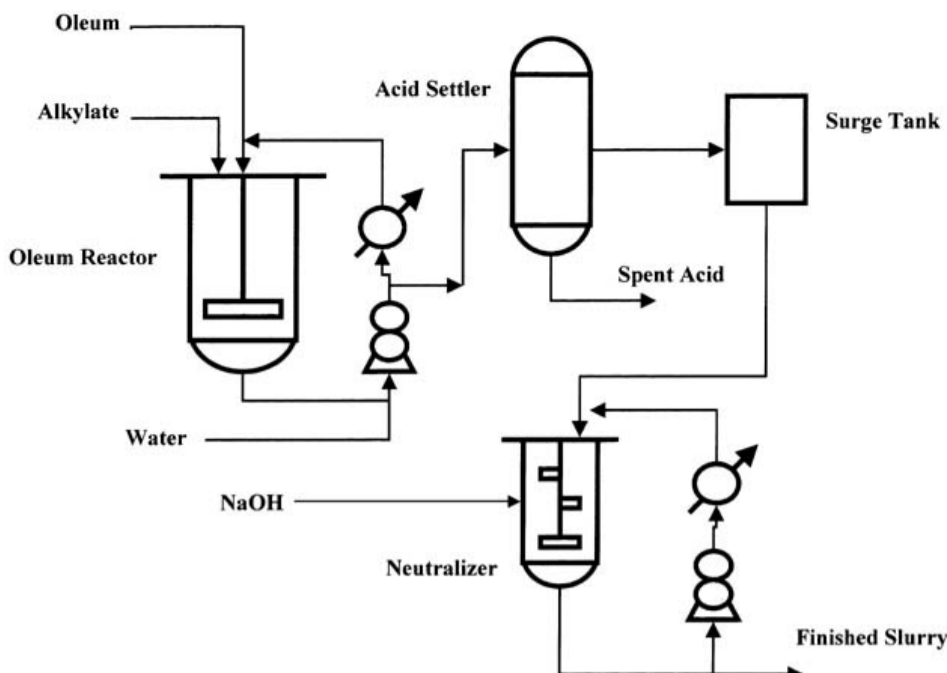 Oleum
Alkylate
Acid Settler
Surge Tank
Oleum Reactor
Spent Acid
Water
NaOH
Neutralizer
Finished Slurry